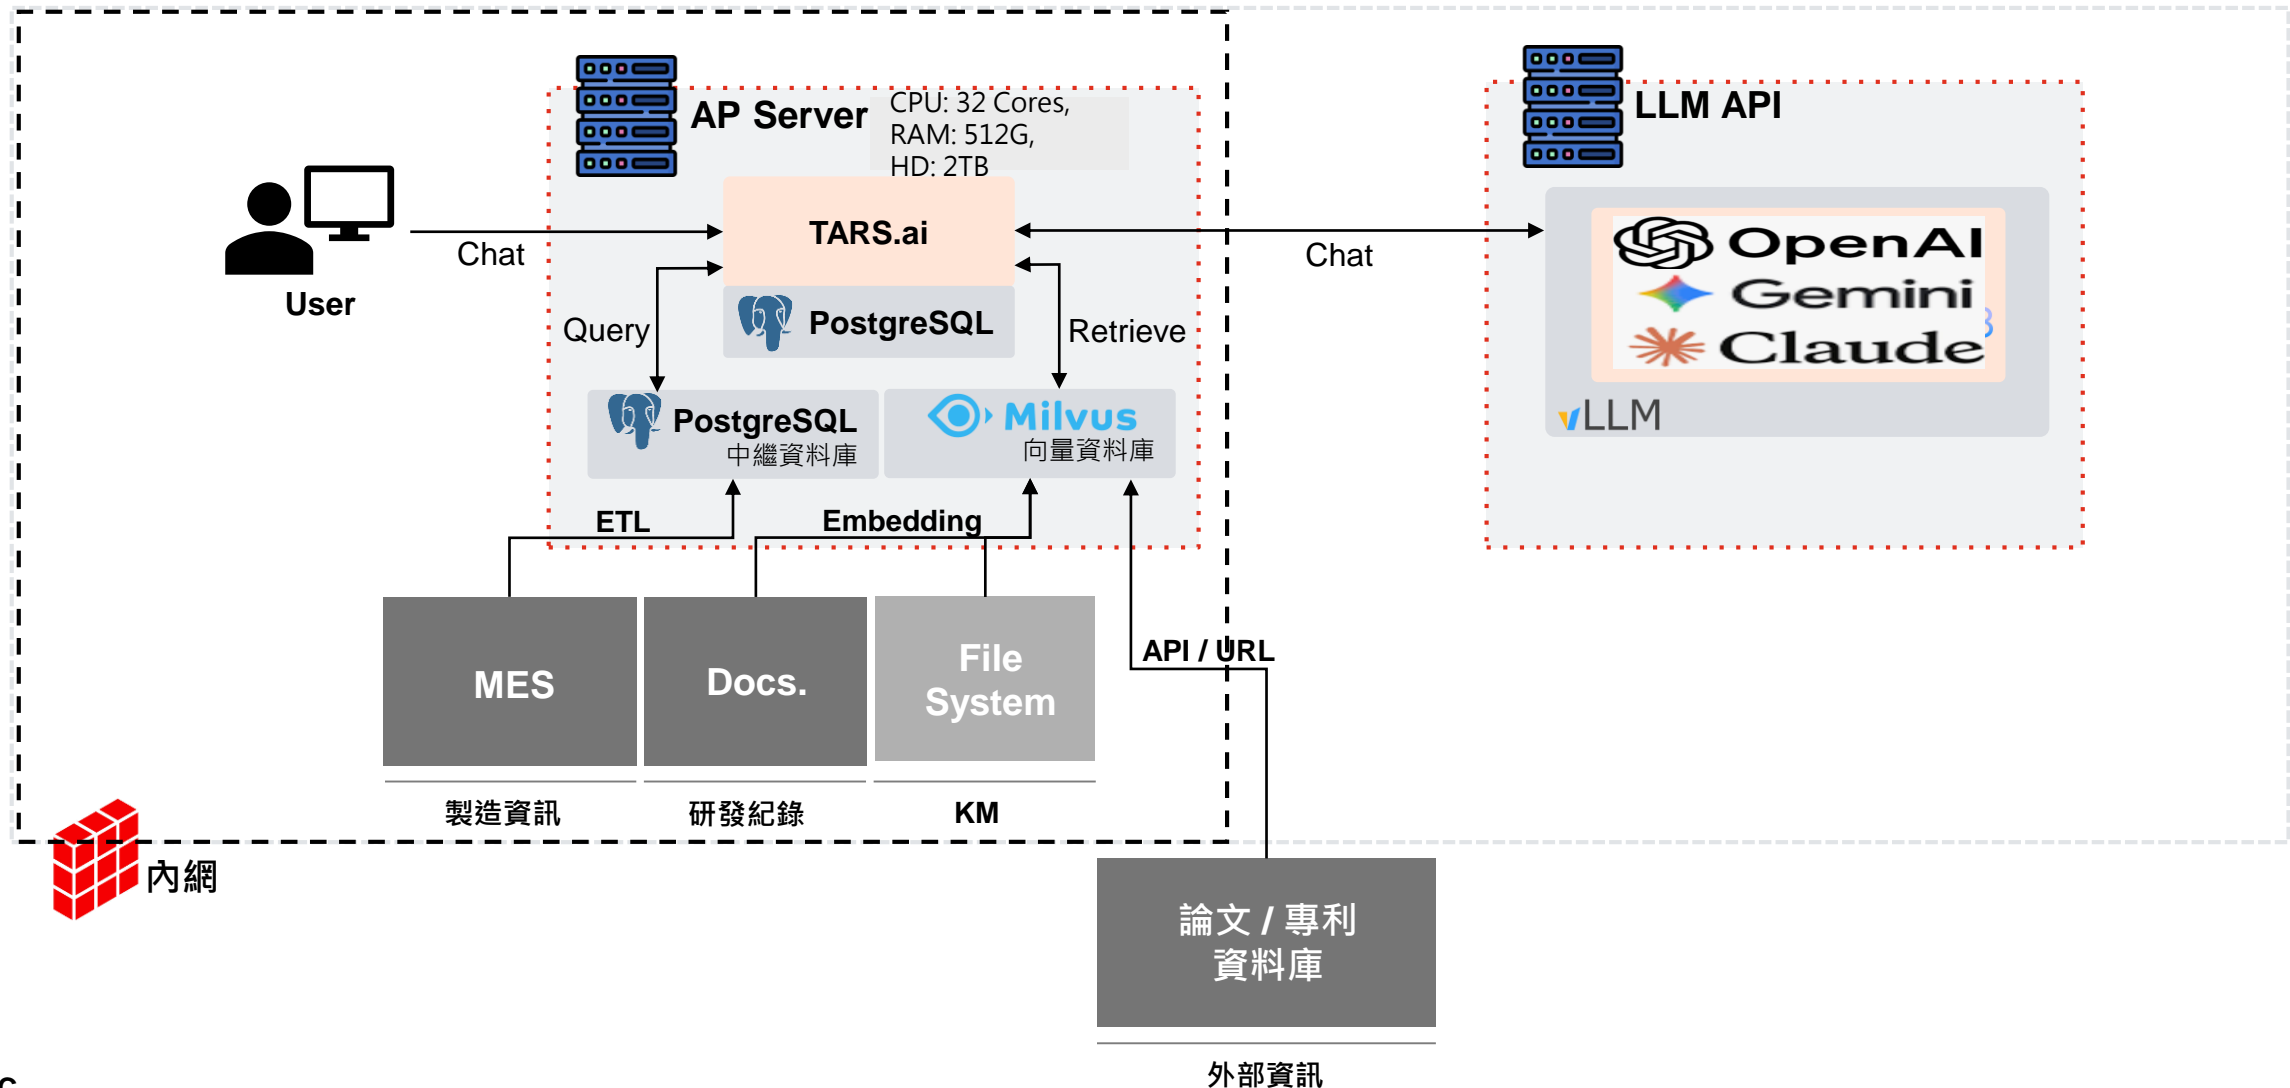 AP Server
CPU: 32 Cores,
RAM: 512G,
HD: 2TB
LLM API
TARS.ai
Chat
Chat
User
OpenAI
Gemini
Claude
Query
PostgreSQL
Retrieve
PostgreSQL
中繼資料庫
Milvus
向量資料庫
vLLM
ETL
Embedding
API / URL
MES
Docs.
File
System
製造資訊
研發紀錄
KM
內網
論文 / 專利
資料庫
外部資訊